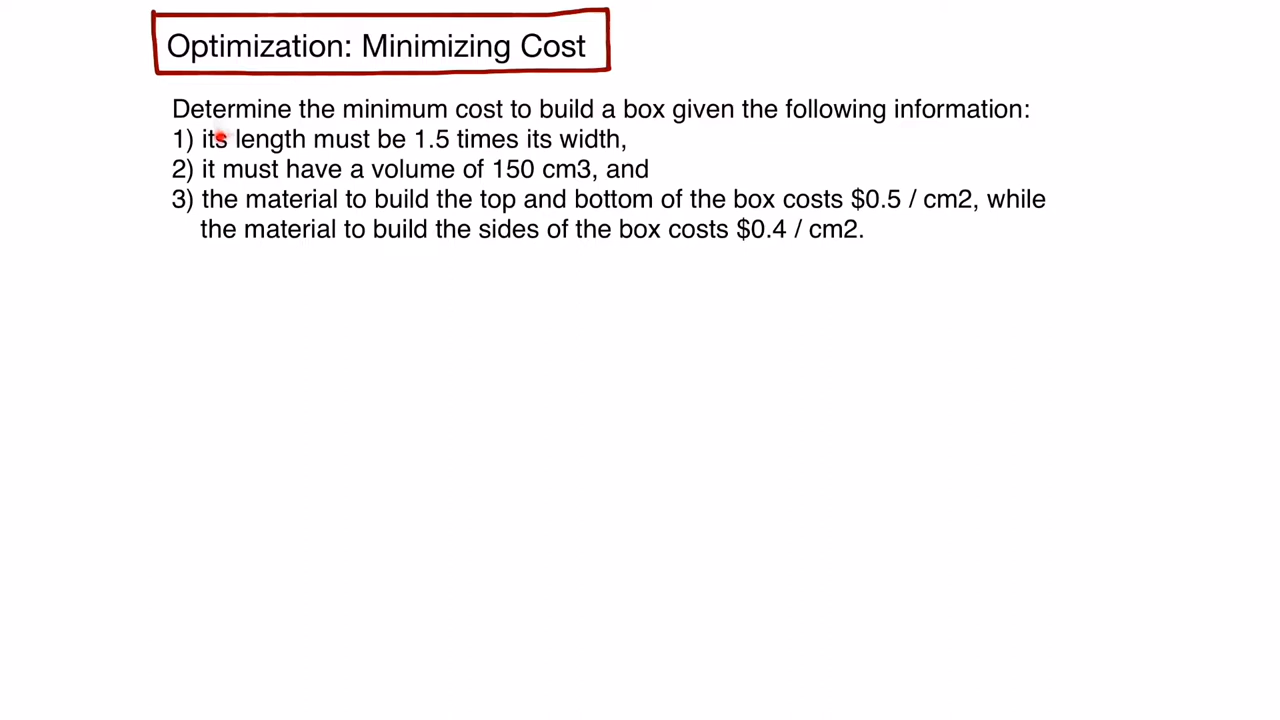 Optimization: Minimizing Cost
Determine the minimum cost to build a box given the following information:
1) its length must be 1.5 times its width,
2) it must have a volume of 150 cm3, and
3) the material to build the top and bottom of the box costs $0.5 / cm2, while
the material to build the sides of the box costs $0.4 / cm2.